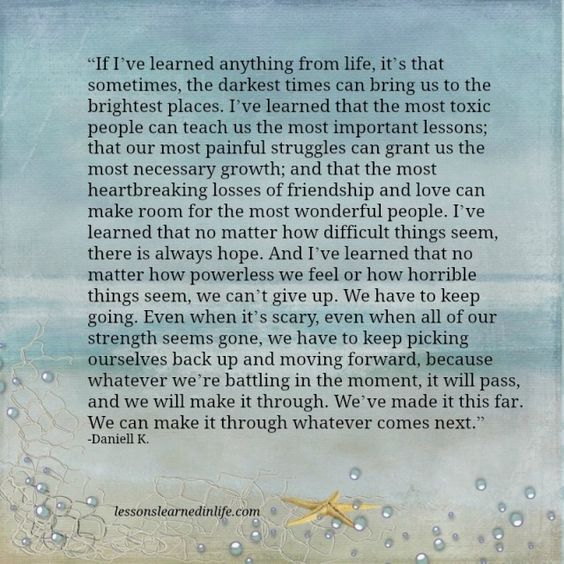 “If I’ve learned anything from life, it’s that
sometimes, the darkest times can bring us to the
brightest places. I’ve learned that the most toxic
people can teach us the most important lessons;
that our most painful struggles can grant us the
most necessary growth; and that the most
heartbreaking losses of friendship and love can
make room for the most wonderful people. I’ve
learned that no matter how difficult things seem,
there is always hope. And I’ve learned that no
matter how powerless we feel or how horrible
things seem, we can’t give up. We have to keep
going. Even when it’s scary, even when all of our
strength seems gone, we have to keep picking
ourselves back up and moving forward, because
whatever we’re battling in the moment, it will pass,
and we will make it through. We’ve made it this far.
We can make it through whatever comes next.”
-Daniell K.
lessonslearnedinlife.com